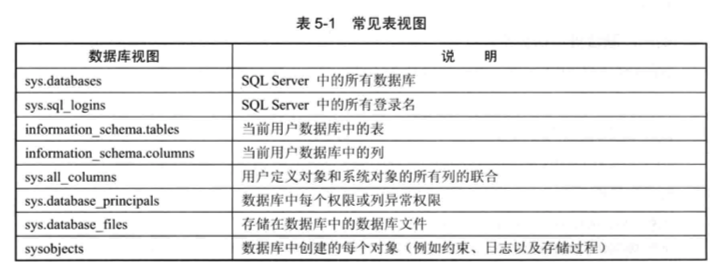 表 5-1 常见表视图
数据库视图 说 明
sys.databases SQL Server 中的所有数据库
sys.sql_logins SQL Server 中的所有登录名
information_schema.tables 当前用户数据库中的表
information_schema.columns 当前用户数据库中的列
sys.all_columns 用户定义对象和系统对象的所有列的联合
sys.database_principals 数据库中每个权限或列异常权限
sys.database_files 存储在数据库中的数据库文件
sysobjects 数据库中创建的每个对象（例如约束、日志以及存储过程）